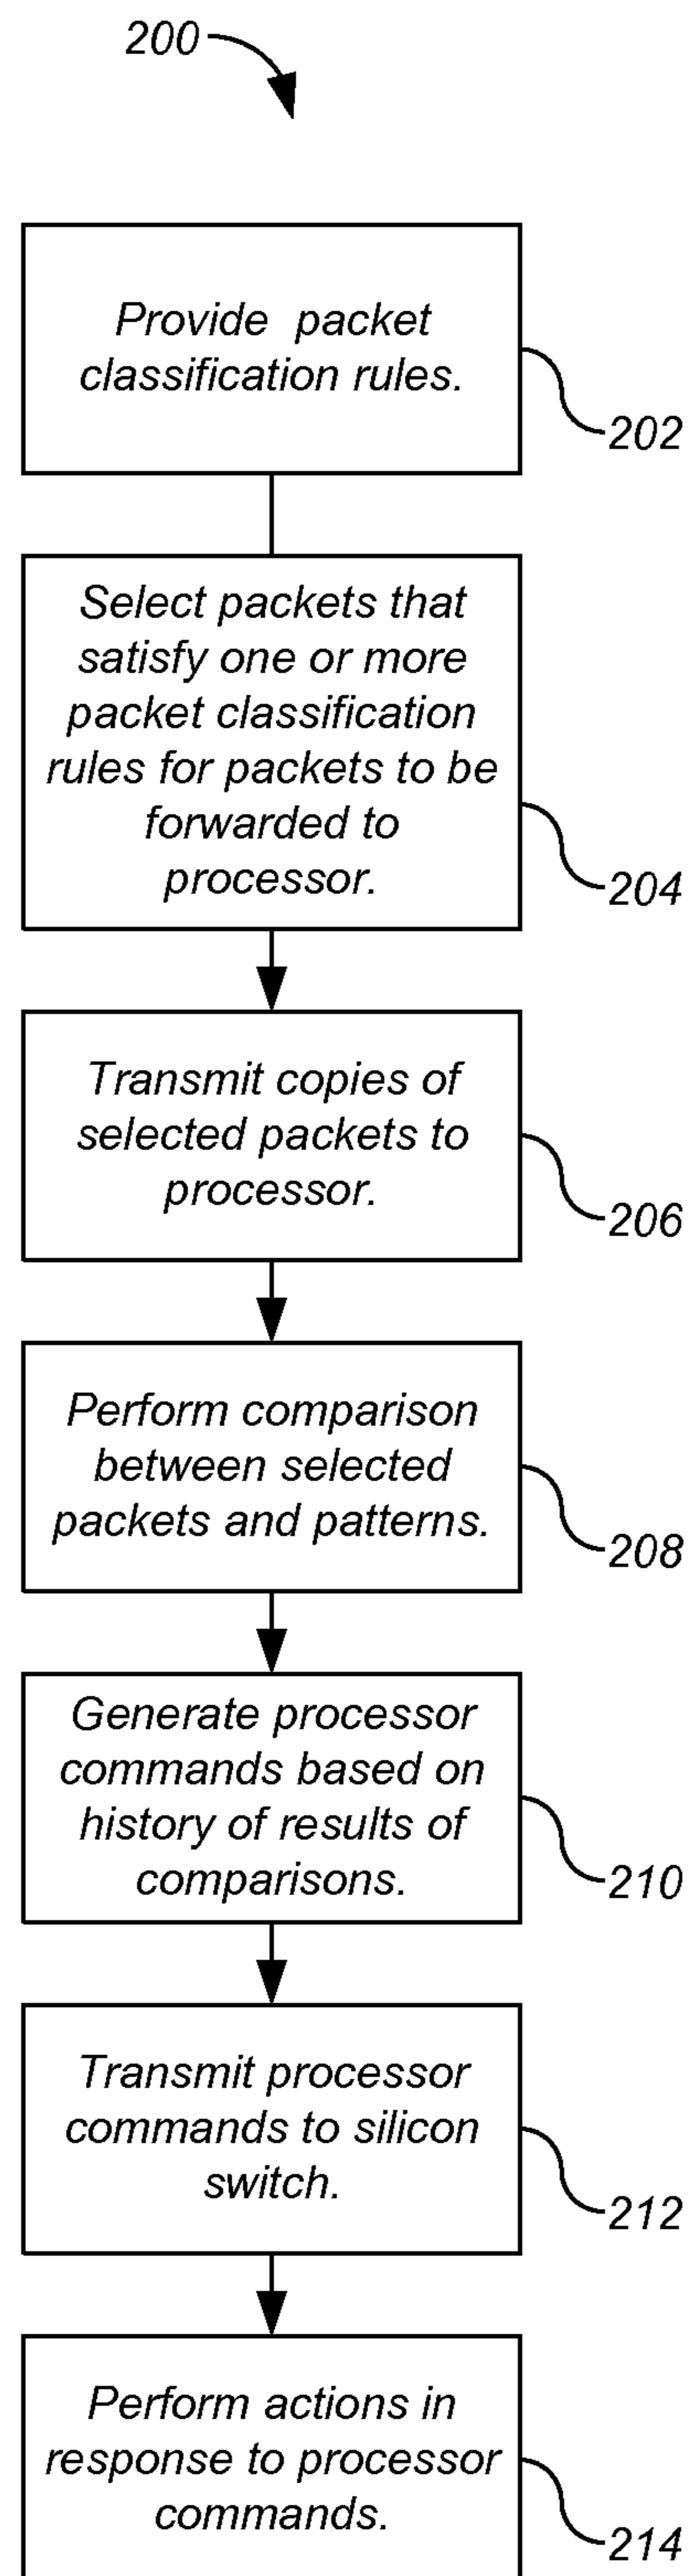 200
Provide packet
classification rules.
202
Select packets that
satisfy one or more
packet classification
rules for packets to be
forwarded to
processor.
204
Transmit copies of
selected packets to
processor.
206
Perform comparison
between selected
packets and patterns.
208
Generate processor
commands based on
history of results of
comparisons.
210
Transmit processor
commands to silicon
switch.
212
Perform actions in
response to processor
commands.
214